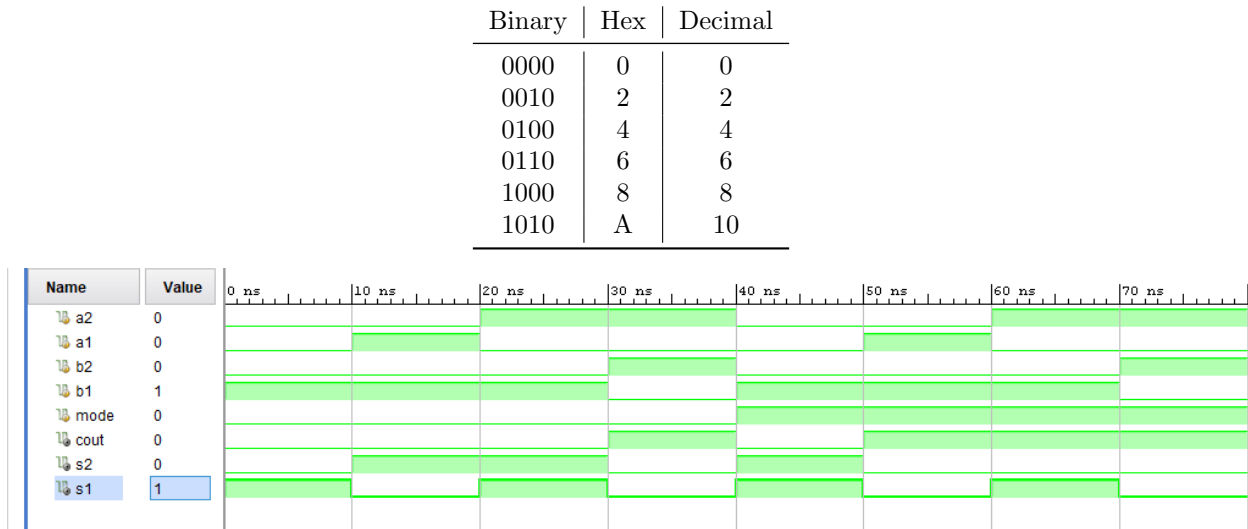 Binary Hex Decimal
0000 0 0
0010 2 2
0100 4 4
0110 6 6
1000 8 8
1010 A 10
Name Value 0 ns 10 ns 20 ns 30 ns 40 ns 50 ns 60 ns 70 ns
a2 0
a1 0
b2 0
b1 1
mode 0
cout 0
s2 0
s1 1